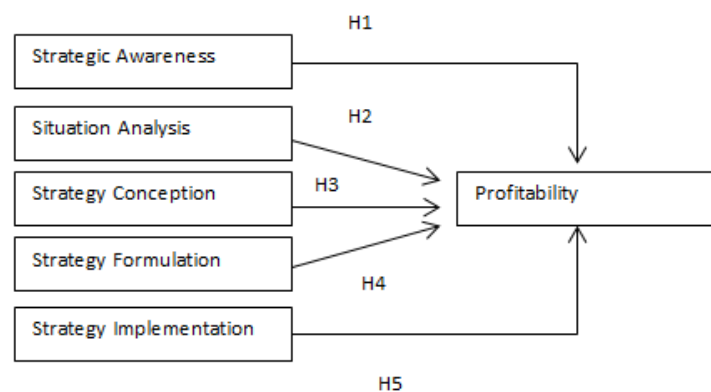 H1
Strategic Awareness
Situation Analysis
H2
Strategy Conception
H3
Profitability
Strategy Formulation
H4
Strategy Implementation
H5